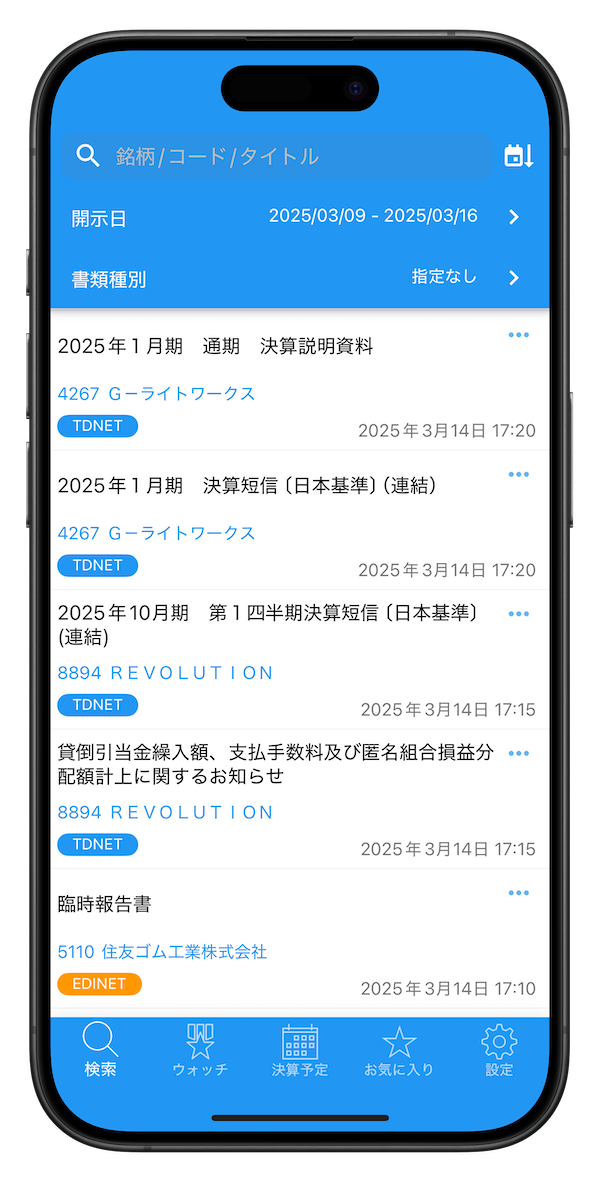 銘柄/コード/タイトル
開示日 2025/03/09 - 2025/03/16
書類種別 指定なし
2025年1月期　通期　決算説明資料
4267 G－ライトワークス
TDNET
2025年3月14日 17:20
2025年1月期　決算短信〔日本基準〕（連結）
4267 G－ライトワークス
TDNET
2025年3月14日 17:20
2025年10月期　第１四半期決算短信〔日本基準〕
(連結)
8894 ＲＥＶＯＬＵＴＩＯＮ
TDNET
2025年3月14日 17:15
貸倒引当金繰入額、支払手数料及び匿名組合損益分
配額計上に関するお知らせ
8894 ＲＥＶＯＬＵＴＩＯＮ
TDNET
2025年3月14日 17:15
臨時報告書
5110 住友ゴム工業株式会社
EDINET
2025年3月14日 17:10
検索 ウォッチ 決算予定 お気に入り 設定